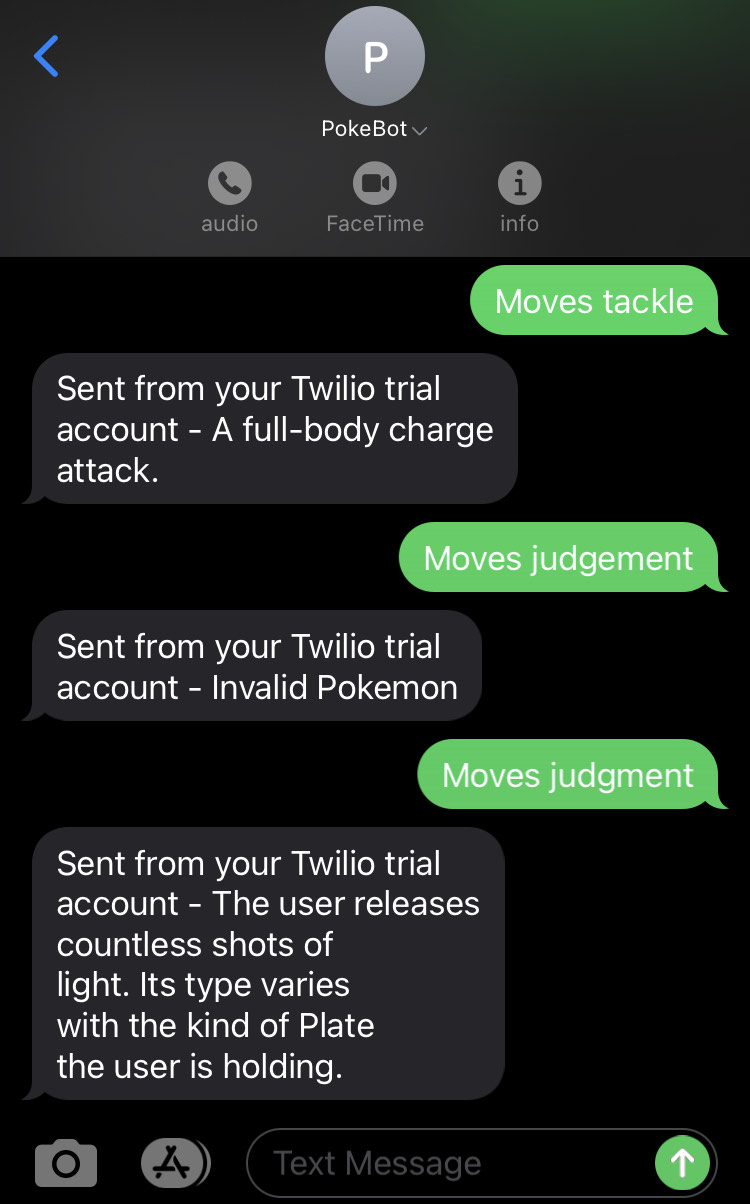 P
PokeBot
audio
FaceTime
info
Moves tackle
Sent from your Twilio trial
account - A full-body charge
attack.
Moves judgement
Sent from your Twilio trial
account - Invalid Pokemon
Moves judgment
Sent from your Twilio trial
account - The user releases
countless shots of
light. Its type varies
with the kind of Plate
the user is holding.
Text Message